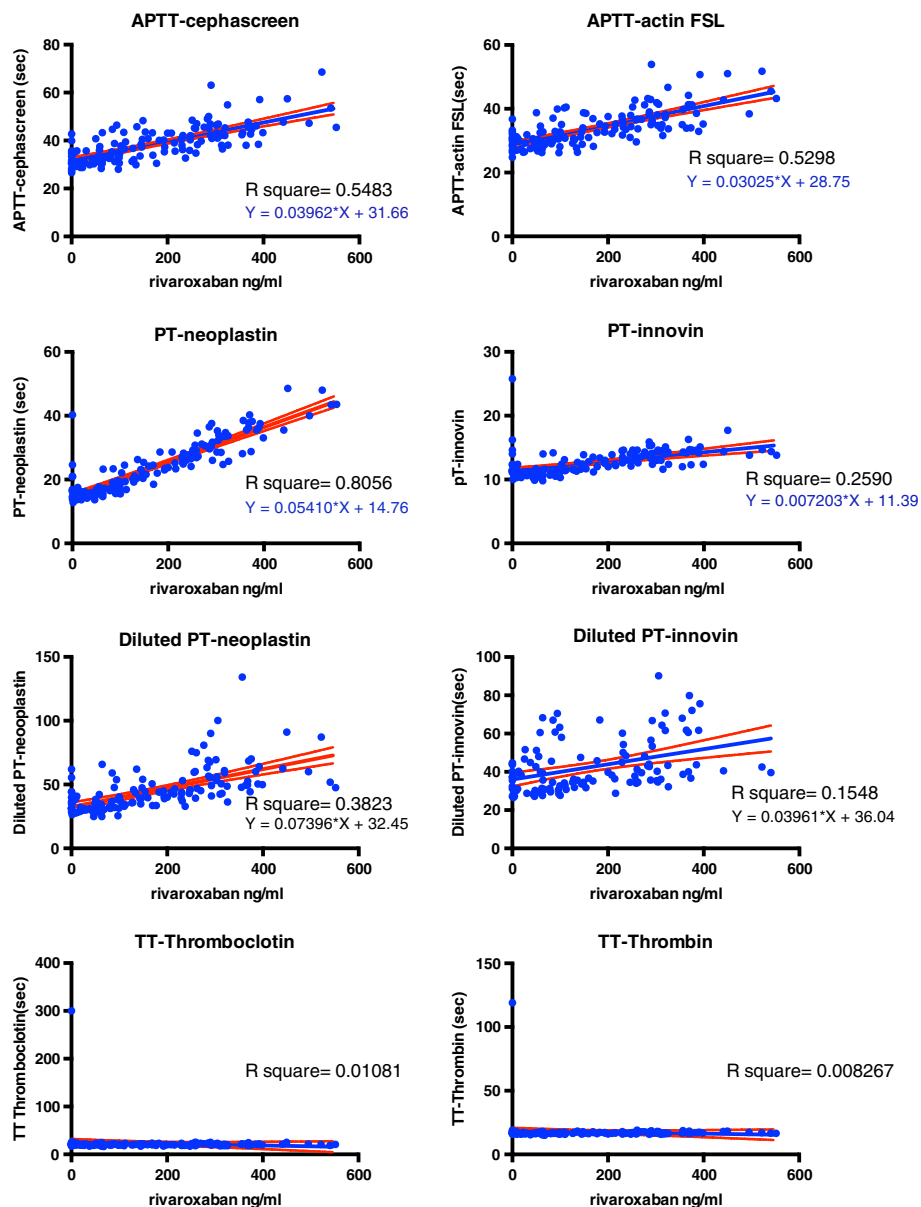 APTT-cephascreen
APTT-cephascreen (sec)
80
60
40
20
0
R square= 0.5483
Y = 0.03962*X + 31.66
0 200 400 600
rivaroxaban ng/ml
APTT-actin FSL
APTT-actin FSL(sec)
60
40
20
0
R square= 0.5298
Y = 0.03025*X + 28.75
0 200 400 600
rivaroxaban ng/ml
PT-neoplastin
PT-neoplastin (sec)
60
40
20
0
R square= 0.8056
Y = 0.05410*X + 14.76
0 200 400 600
rivaroxaban ng/ml
PT-innovin
pT-innovin
30
20
10
0
R square= 0.2590
Y = 0.007203*X + 11.39
0 200 400 600
rivaroxaban ng/ml
Diluted PT-neoplastin
Diluted PT-neoplastin
150
100
50
0
R square= 0.3823
Y = 0.07396*X + 32.45
0 200 400 600
rivaroxaban ng/ml
Diluted PT-innovin
Diluted PT-innovin(sec)
100
80
60
40
20
0
R square= 0.1548
Y = 0.03961*X + 36.04
0 200 400 600
rivaroxaban ng/ml
TT-Thromboclotin
TT Thromboclotin(sec)
400
300
200
100
0
R square= 0.01081
0 200 400 600
rivaroxaban ng/ml
TT-Thrombin
TT-Thrombin (sec)
150
100
50
0
R square= 0.008267
0 200 400 600
rivaroxaban ng/ml